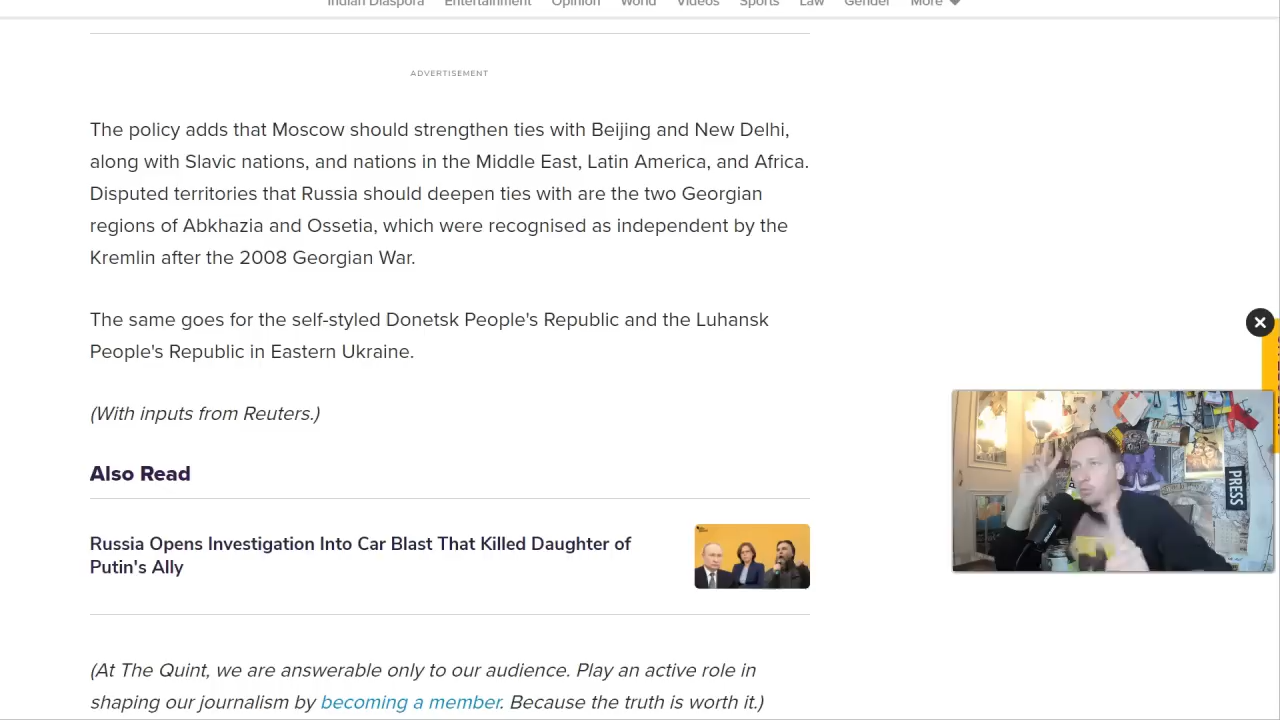 Indian Diaspora Entertainment Opinion World Videos Sports Law Gender More
ADVERTISEMENT
The policy adds that Moscow should strengthen ties with Beijing and New Delhi,
along with Slavic nations, and nations in the Middle East, Latin America, and Africa.
Disputed territories that Russia should deepen ties with are the two Georgian
regions of Abkhazia and Ossetia, which were recognised as independent by the
Kremlin after the 2008 Georgian War.
The same goes for the self-styled Donetsk People's Republic and the Luhansk
People's Republic in Eastern Ukraine.
(With inputs from Reuters.)
PRESS
Also Read
Russia Opens Investigation Into Car Blast That Killed Daughter of
Putin's Ally
(At The Quint, we are answerable only to our audience. Play an active role in
shaping our journalism by becoming a member. Because the truth is worth it.)